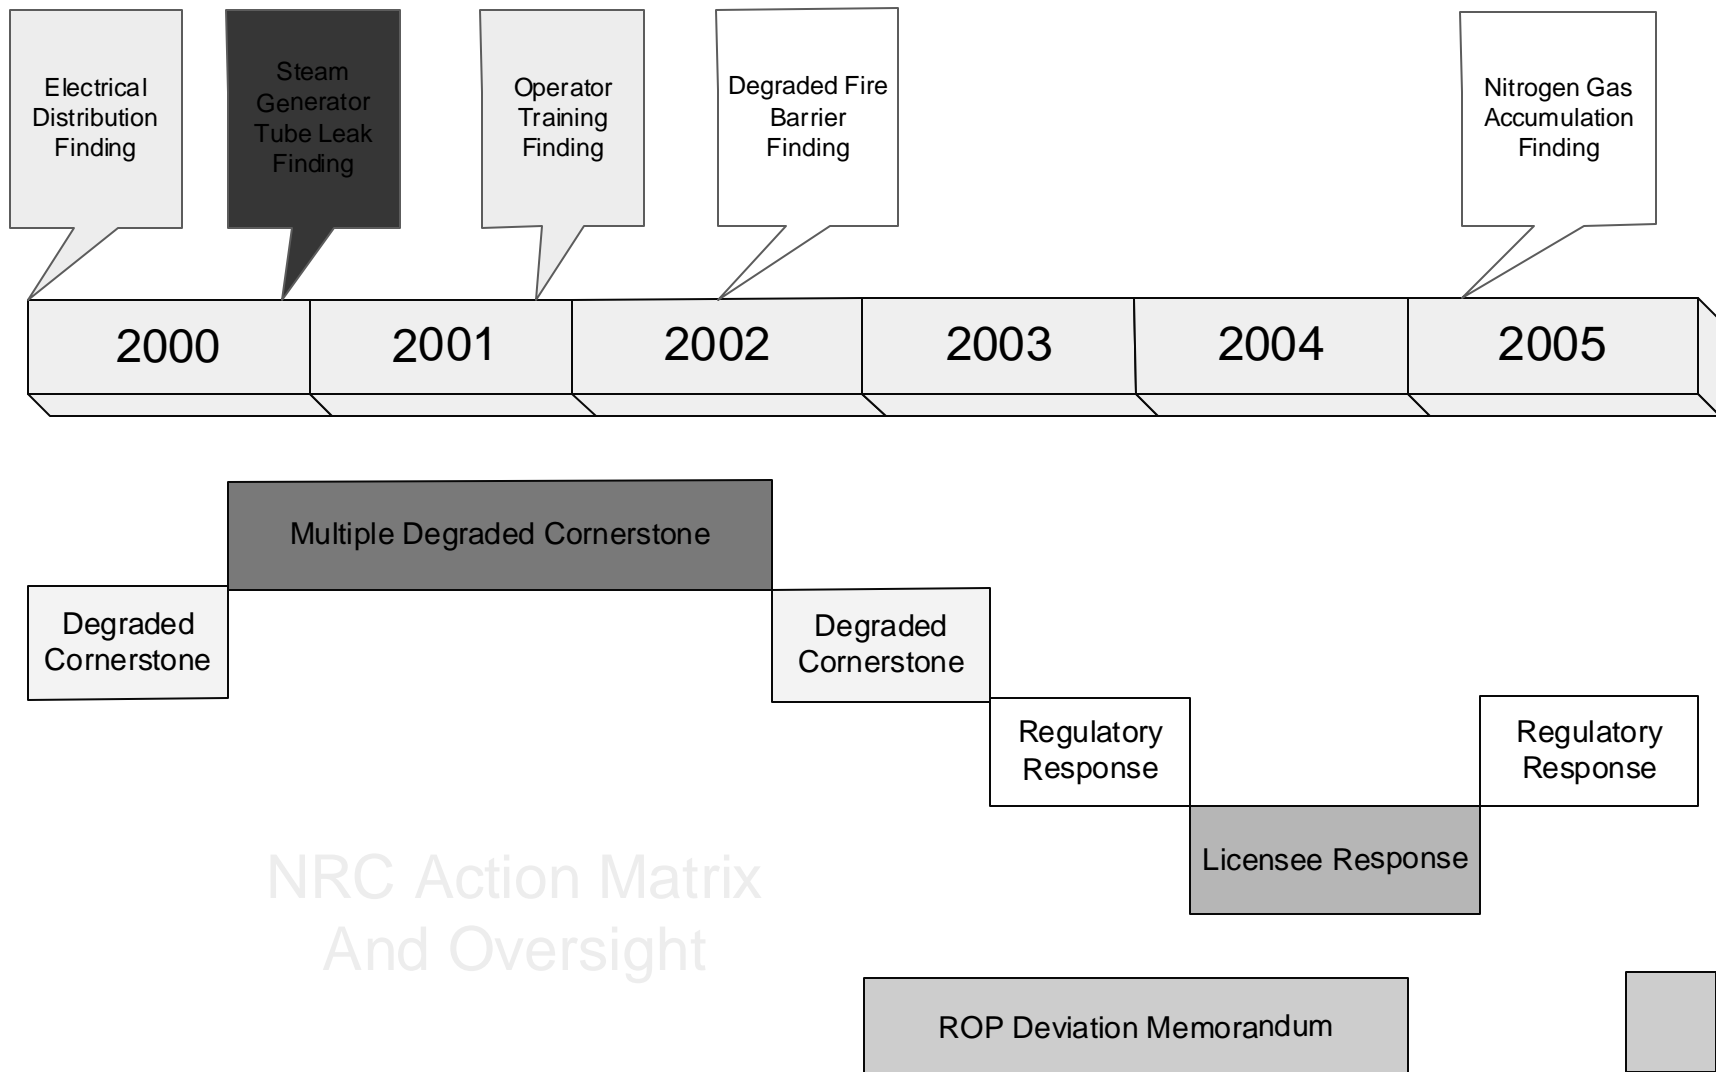 Electrical
Distribution
Finding
Steam
Generator
Tube Leak
Finding
Operator
Training
Finding
Degraded Fire
Barrier
Finding
Nitrogen Gas
Accumulation
Finding
2000
2001
2002
2003
2004
2005
Multiple Degraded Cornerstone
Degraded
Cornerstone
Degraded
Cornerstone
Regulatory
Response
Regulatory
Response
Licensee Response
NRC Action Matrix
And Oversight
ROP Deviation Memorandum